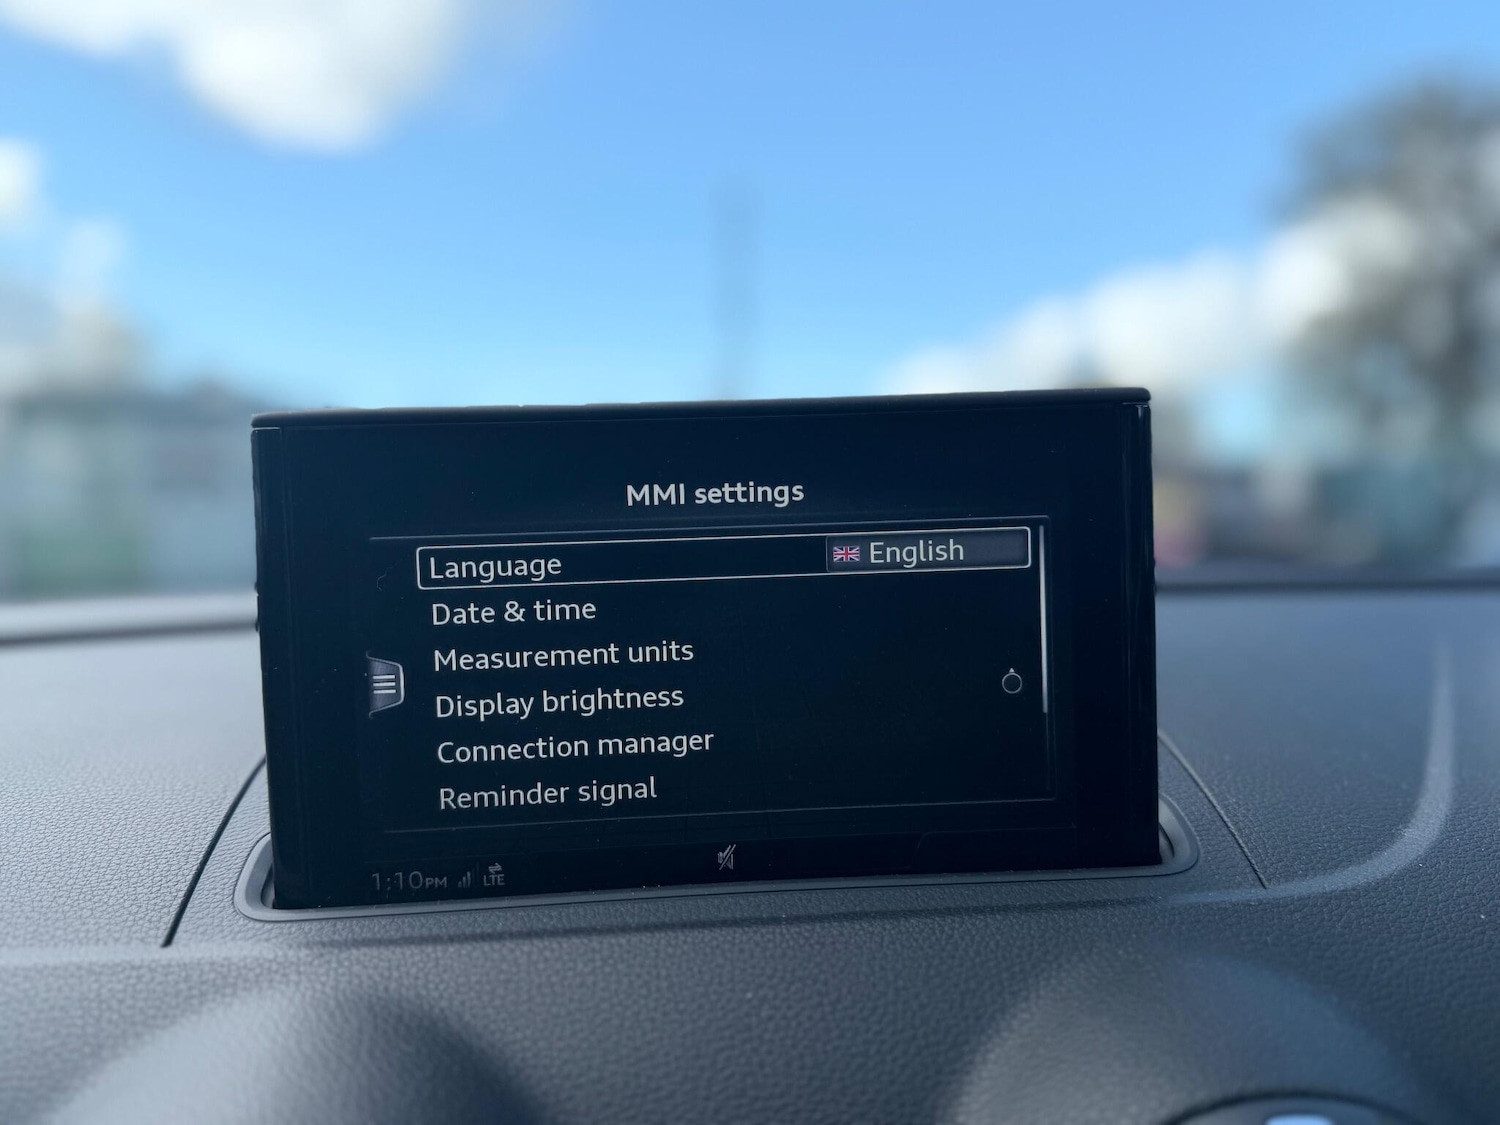 MMI settings
Language English
Date & time
Measurement units
Display brightness
Connection manager
Reminder signal
1:10PM LTE